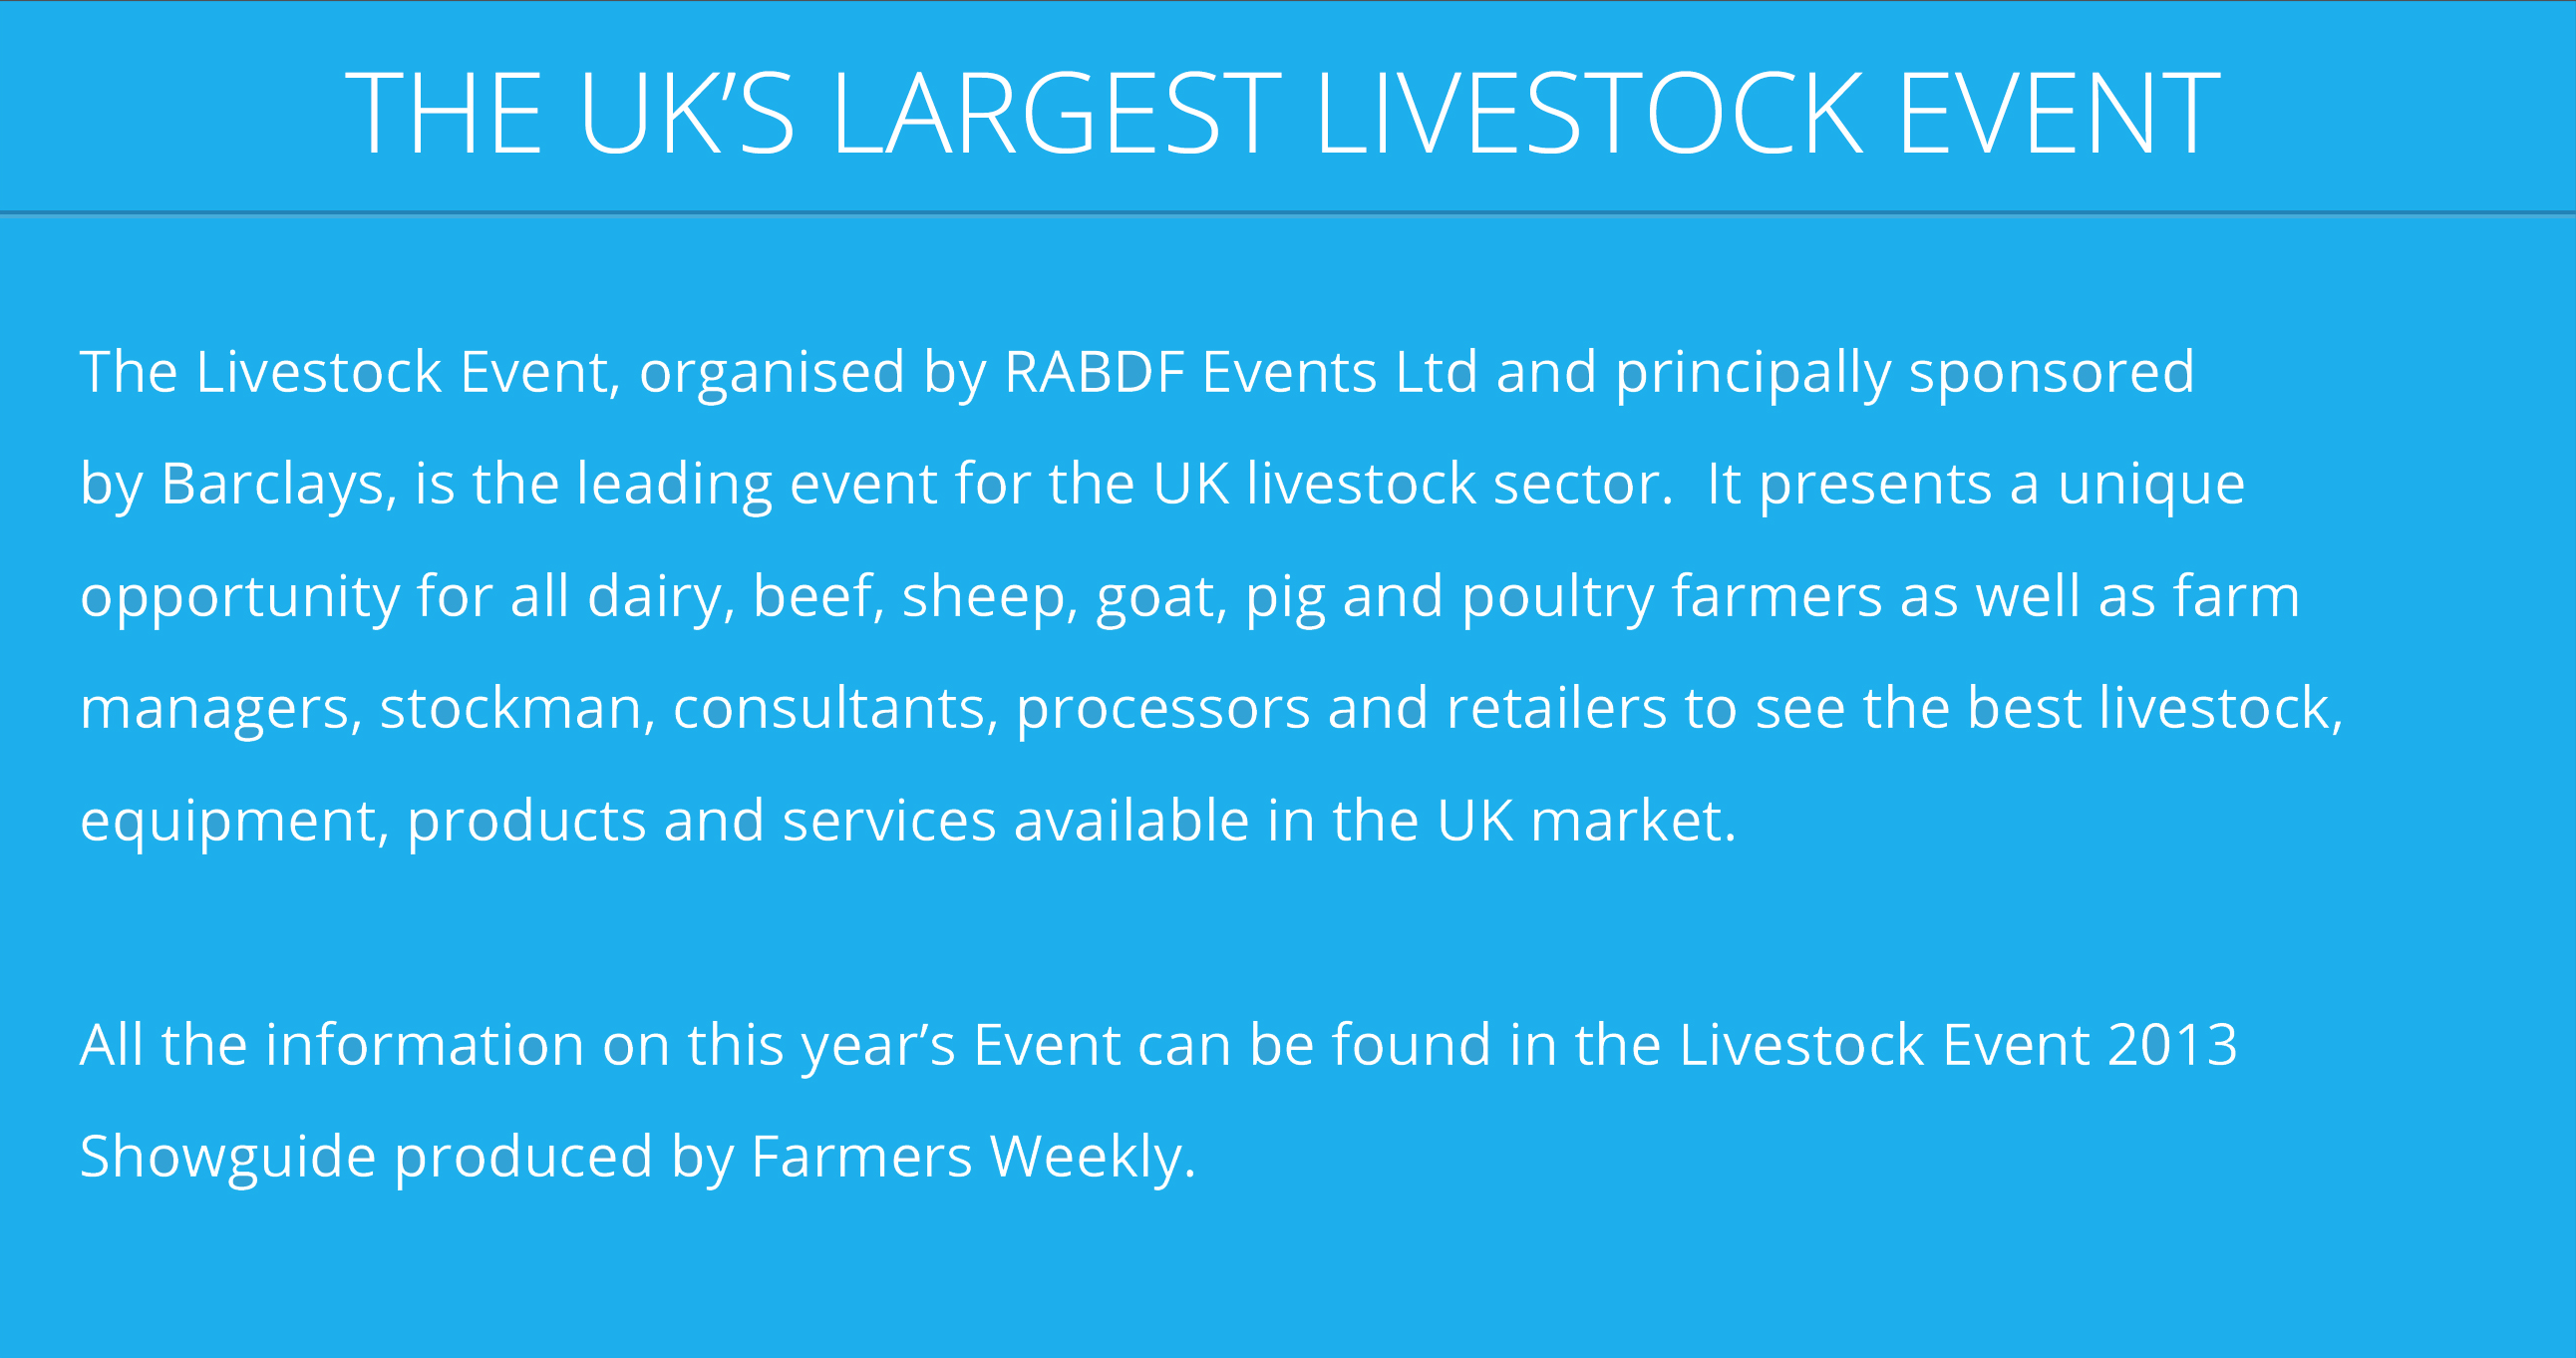 THE UK’S LARGEST LIVESTOCK EVENT
The Livestock Event, organised by RABDF Events Ltd and principally sponsored
by Barclays, is the leading event for the UK livestock sector.  It presents a unique
opportunity for all dairy, beef, sheep, goat, pig and poultry farmers as well as farm
managers, stockman, consultants, processors and retailers to see the best livestock,
equipment, products and services available in the UK market.
All the information on this year’s Event can be found in the Livestock Event 2013
Showguide produced by Farmers Weekly.